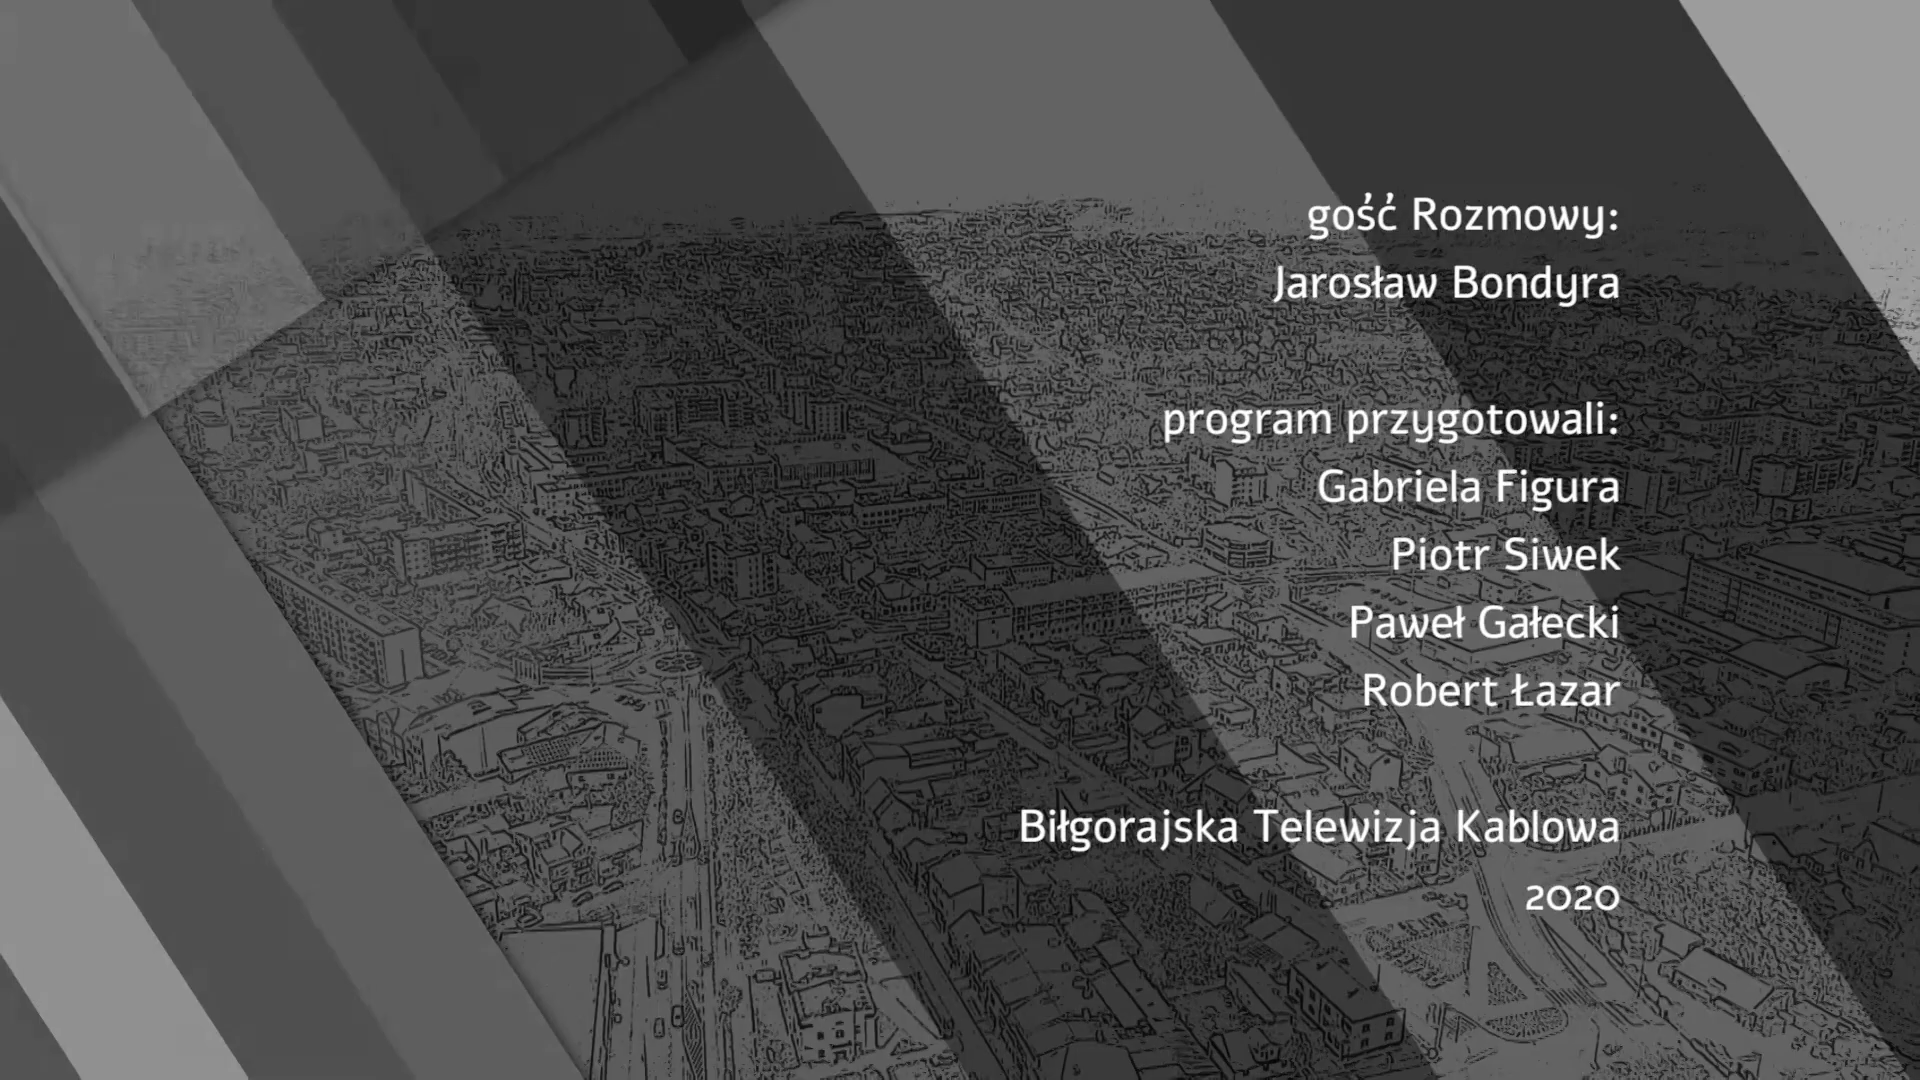 gość Rozmowy:
Jarosław Bondyra
program przygotowali:
Gabriela Figura
Piotr Siwek
Paweł Gałecki
Robert Łazar
Biłgorajska Telewizja Kablowa
2020